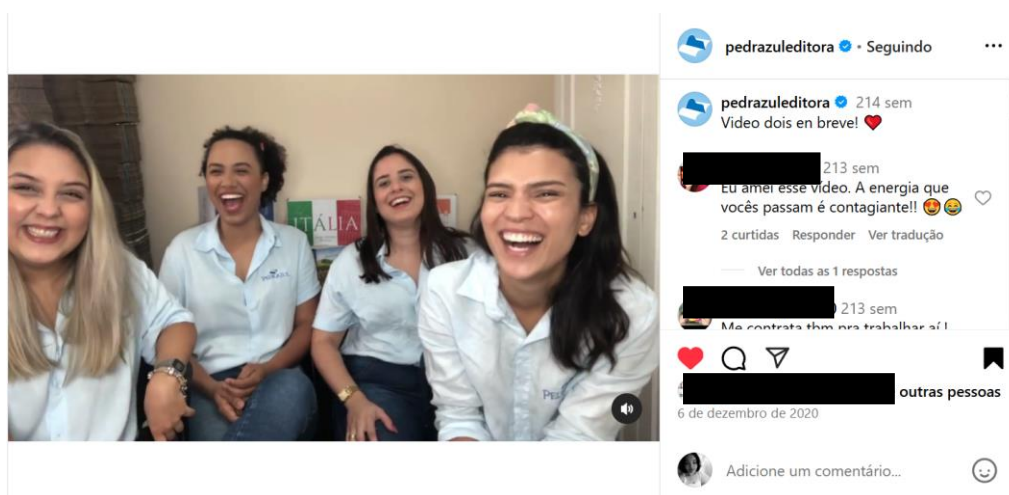 pedrazuleditora • Seguindo
pedrazuleditora 214 sem
Video dois en breve! ❤️
213 sem
Eu amei esse vídeo. A energia que
vocês passam é contagiante!! 😍😂
2 curtidas Responder Ver tradução
Ver todas as 1 respostas
213 sem
Me contrata tbm pra trabalhar aí !
outras pessoas
6 de dezembro de 2020
Adicione um comentário...
ITÁLIA